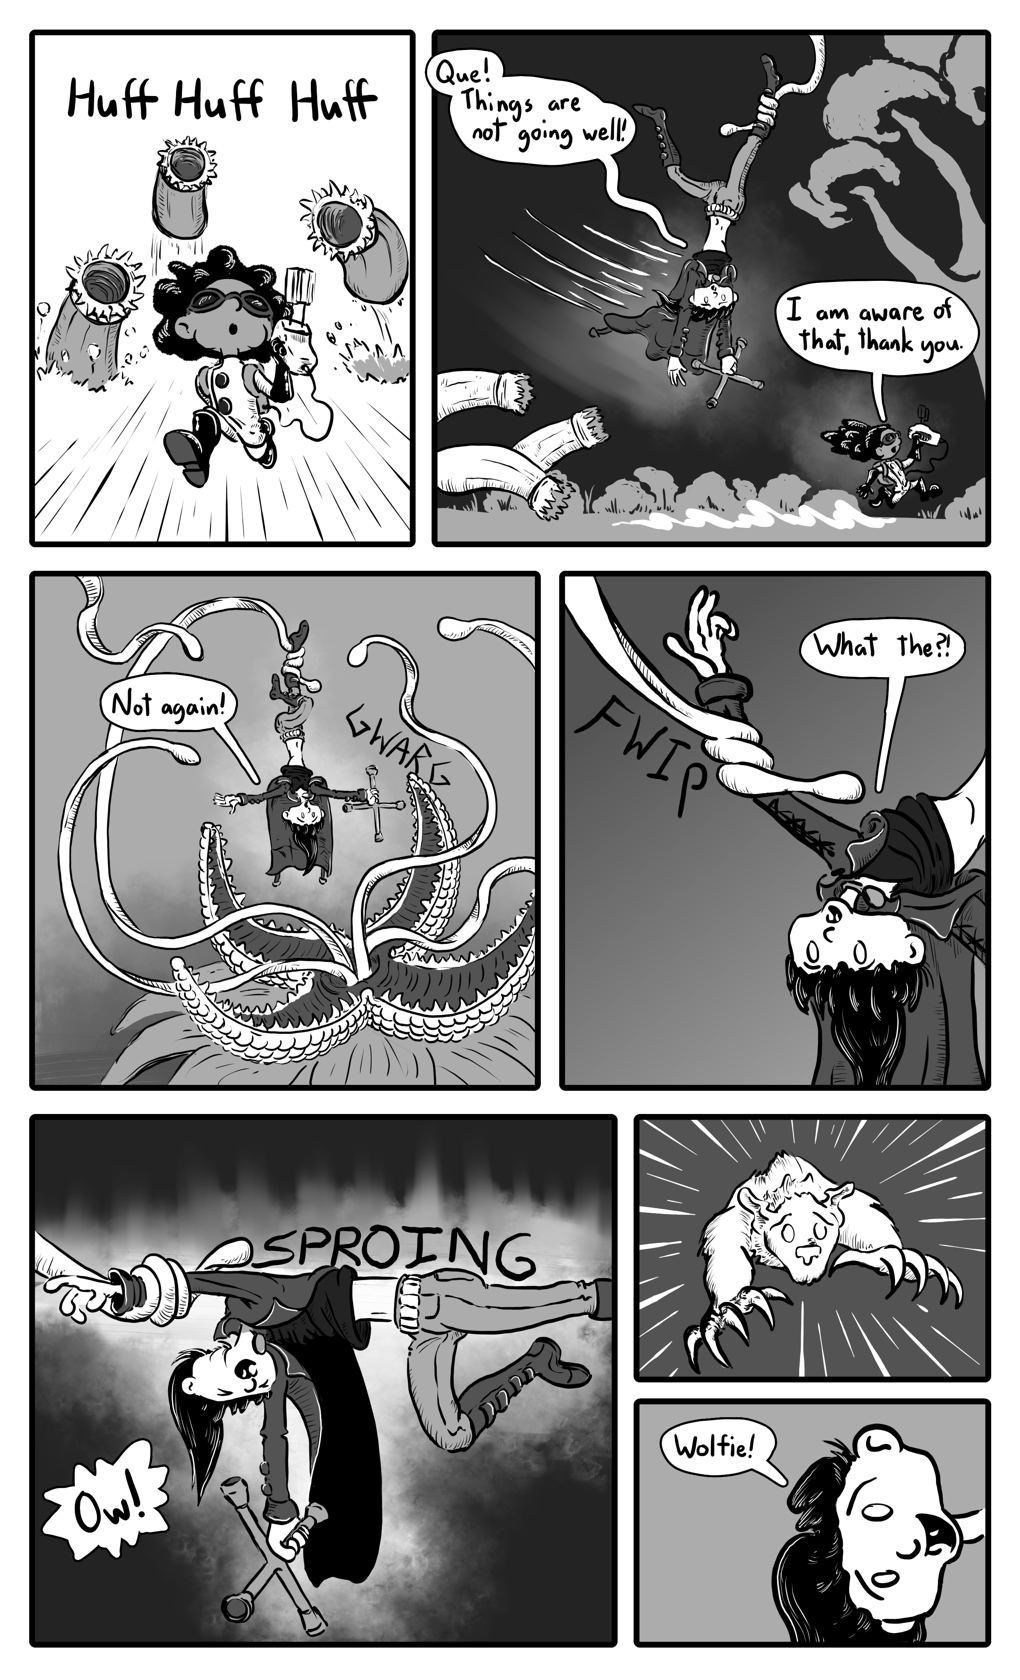 Huff Huff Huff
Que!
Things are
not going well!
I am aware of
that, thank you.
Not again!
GWARG
What the?!
FWIP
SPROING
Ow!
Wolfie!